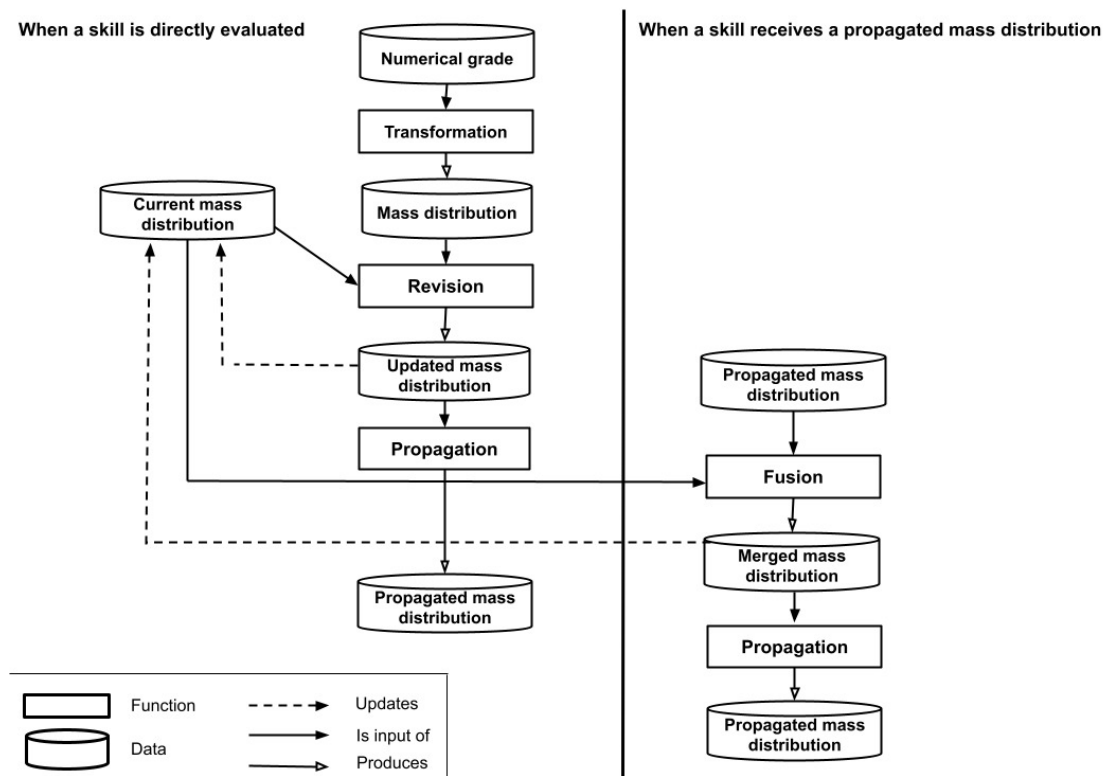 When a skill is directly evaluated
Numerical grade
Transformation
Mass distribution
Current mass
distribution
Revision
Updated mass
distribution
Propagation
Propagated mass
distribution
When a skill receives a propagated mass distribution
Propagated mass
distribution
Fusion
Merged mass
distribution
Propagation
Propagated mass
distribution
Function
Data
Updates
Is input of
Produces